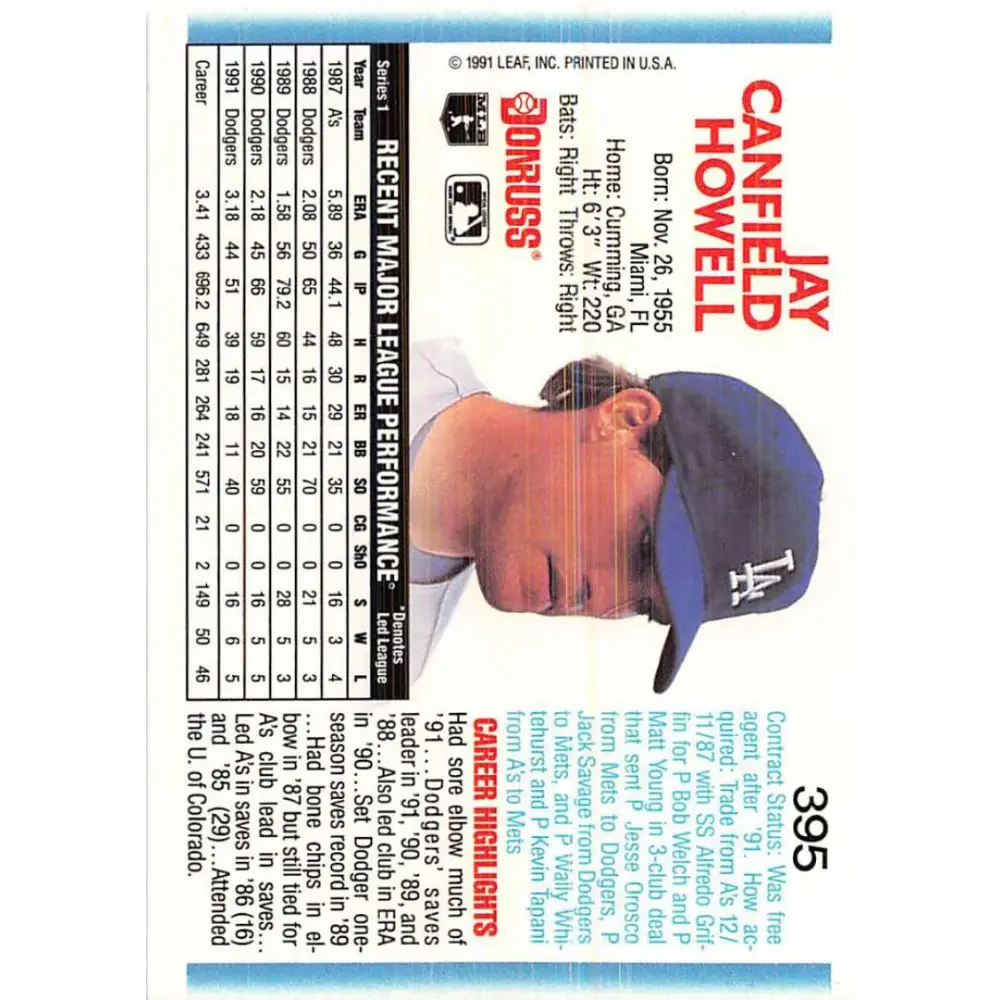 395
JAY
CANFIELD
HOWELL
Born: Nov. 26, 1955
Miami, FL
Home: Cumming, GA
Ht: 6'3" Wt: 220
Bats: Right Throws: Right
DONRUSS®
MLB
© 1991 LEAF, INC. PRINTED IN U.S.A.
LA
Contract Status: Was free
agent after '91. How ac-
quired: Trade from A's 12/
11/87 with SS Alfredo Grif-
fin for P Bob Welch and P
Matt Young in 3-club deal
that sent P Jesse Orosco
from Mets to Dodgers, P
Jack Savage from Dodgers
to Mets, and P Wally Whi-
tehurst and P Kevin Tapani
from A's to Mets
CAREER HIGHLIGHTS
Had sore elbow much of
'91...Dodgers' saves
leader in '91, '90, '89, and
'88...Also led club in ERA
in '90...Set Dodger one-
season saves record in '89
...Had bone chips in el-
bow in '87 but still tied for
A's club lead in saves...
Led A's in saves in '86 (16)
and '85 (29)...Attended
the U. of Colorado.
Series 1 RECENT MAJOR LEAGUE PERFORMANCE® *Denotes
Led League
Year Team ERA G IP H R ER BB SO CG ShO S W L
1987 A's 5.89 36 44.1 48 30 29 21 35 0 0 16 3 4
1988 Dodgers 2.08 50 65 44 16 15 21 70 0 0 21 5 3
1989 Dodgers 1.58 56 79.2 60 15 14 22 55 0 0 28 5 3
1990 Dodgers 2.18 45 66 59 17 16 20 59 0 0 16 5 5
1991 Dodgers 3.18 44 51 39 19 18 11 40 0 0 16 6 5
Career 3.41 433 696.2 649 281 264 241 571 21 2 149 50 46